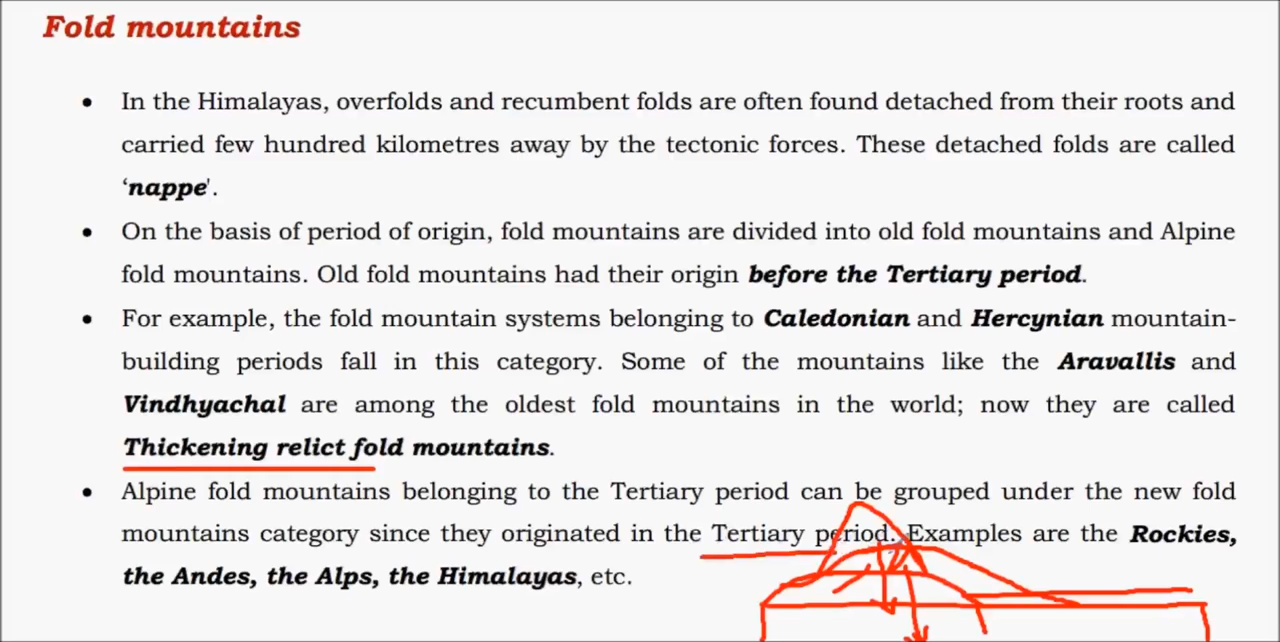 Fold mountains
• In the Himalayas, overfolds and recumbent folds are often found detached from their roots and
carried few hundred kilometres away by the tectonic forces. These detached folds are called
‘nappe'.
• On the basis of period of origin, fold mountains are divided into old fold mountains and Alpine
fold mountains. Old fold mountains had their origin before the Tertiary period.
• For example, the fold mountain systems belonging to Caledonian and Hercynian mountain-
building periods fall in this category. Some of the mountains like the Aravallis and
Vindhyachal are among the oldest fold mountains in the world; now they are called
Thickening relict fold mountains.
• Alpine fold mountains belonging to the Tertiary period can be grouped under the new fold
mountains category since they originated in the Tertiary period. Examples are the Rockies,
the Andes, the Alps, the Himalayas, etc.